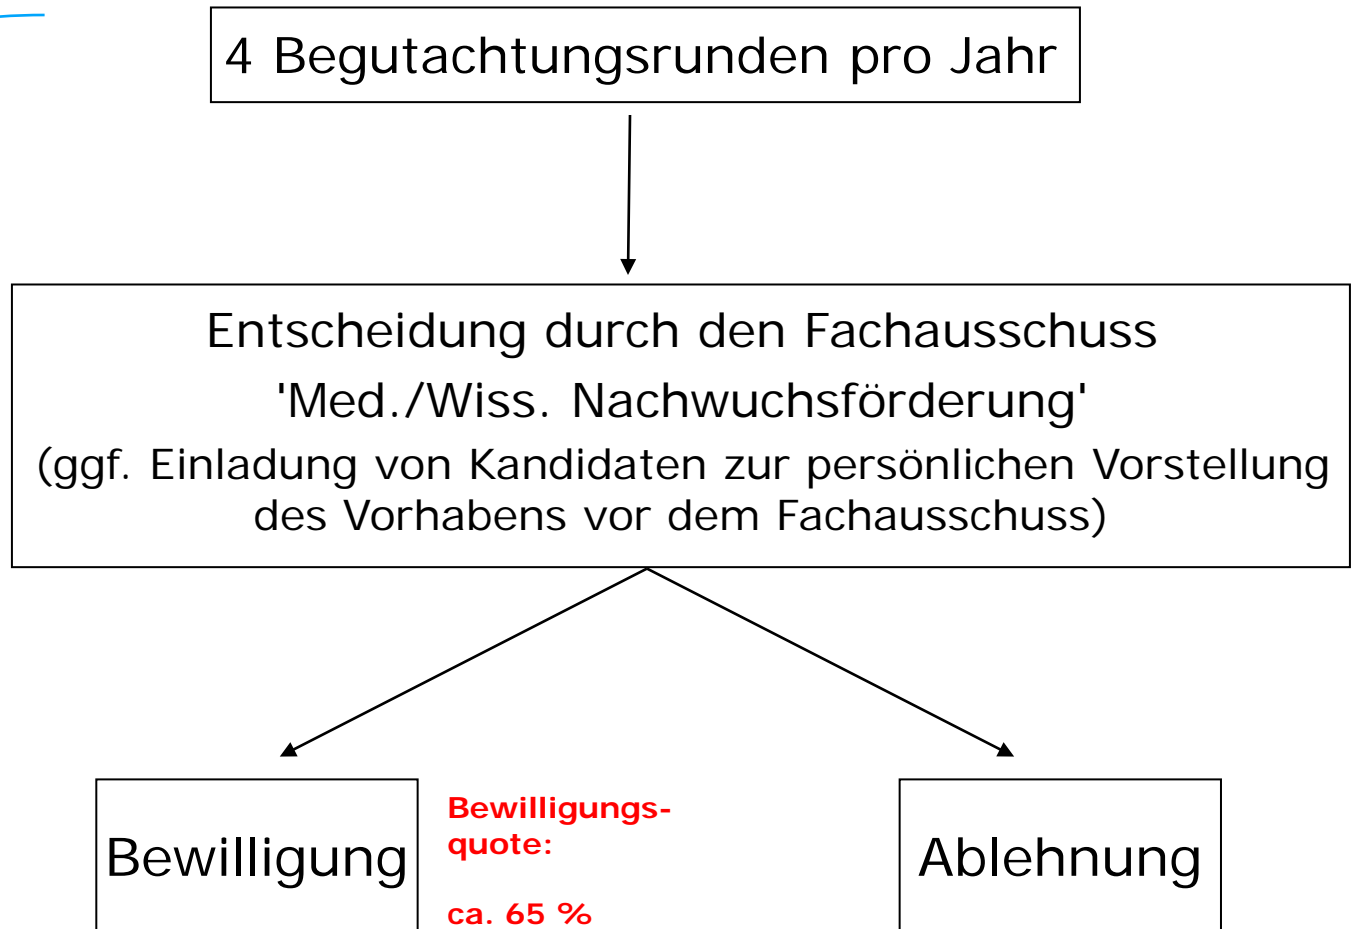 4 Begutachtungsrunden pro Jahr
Entscheidung durch den Fachausschuss
'Med./Wiss. Nachwuchsförderung'
(ggf. Einladung von Kandidaten zur persönlichen Vorstellung
des Vorhabens vor dem Fachausschuss)
Bewilligung
Bewilligungs-
quote:
ca. 65 %
Ablehnung